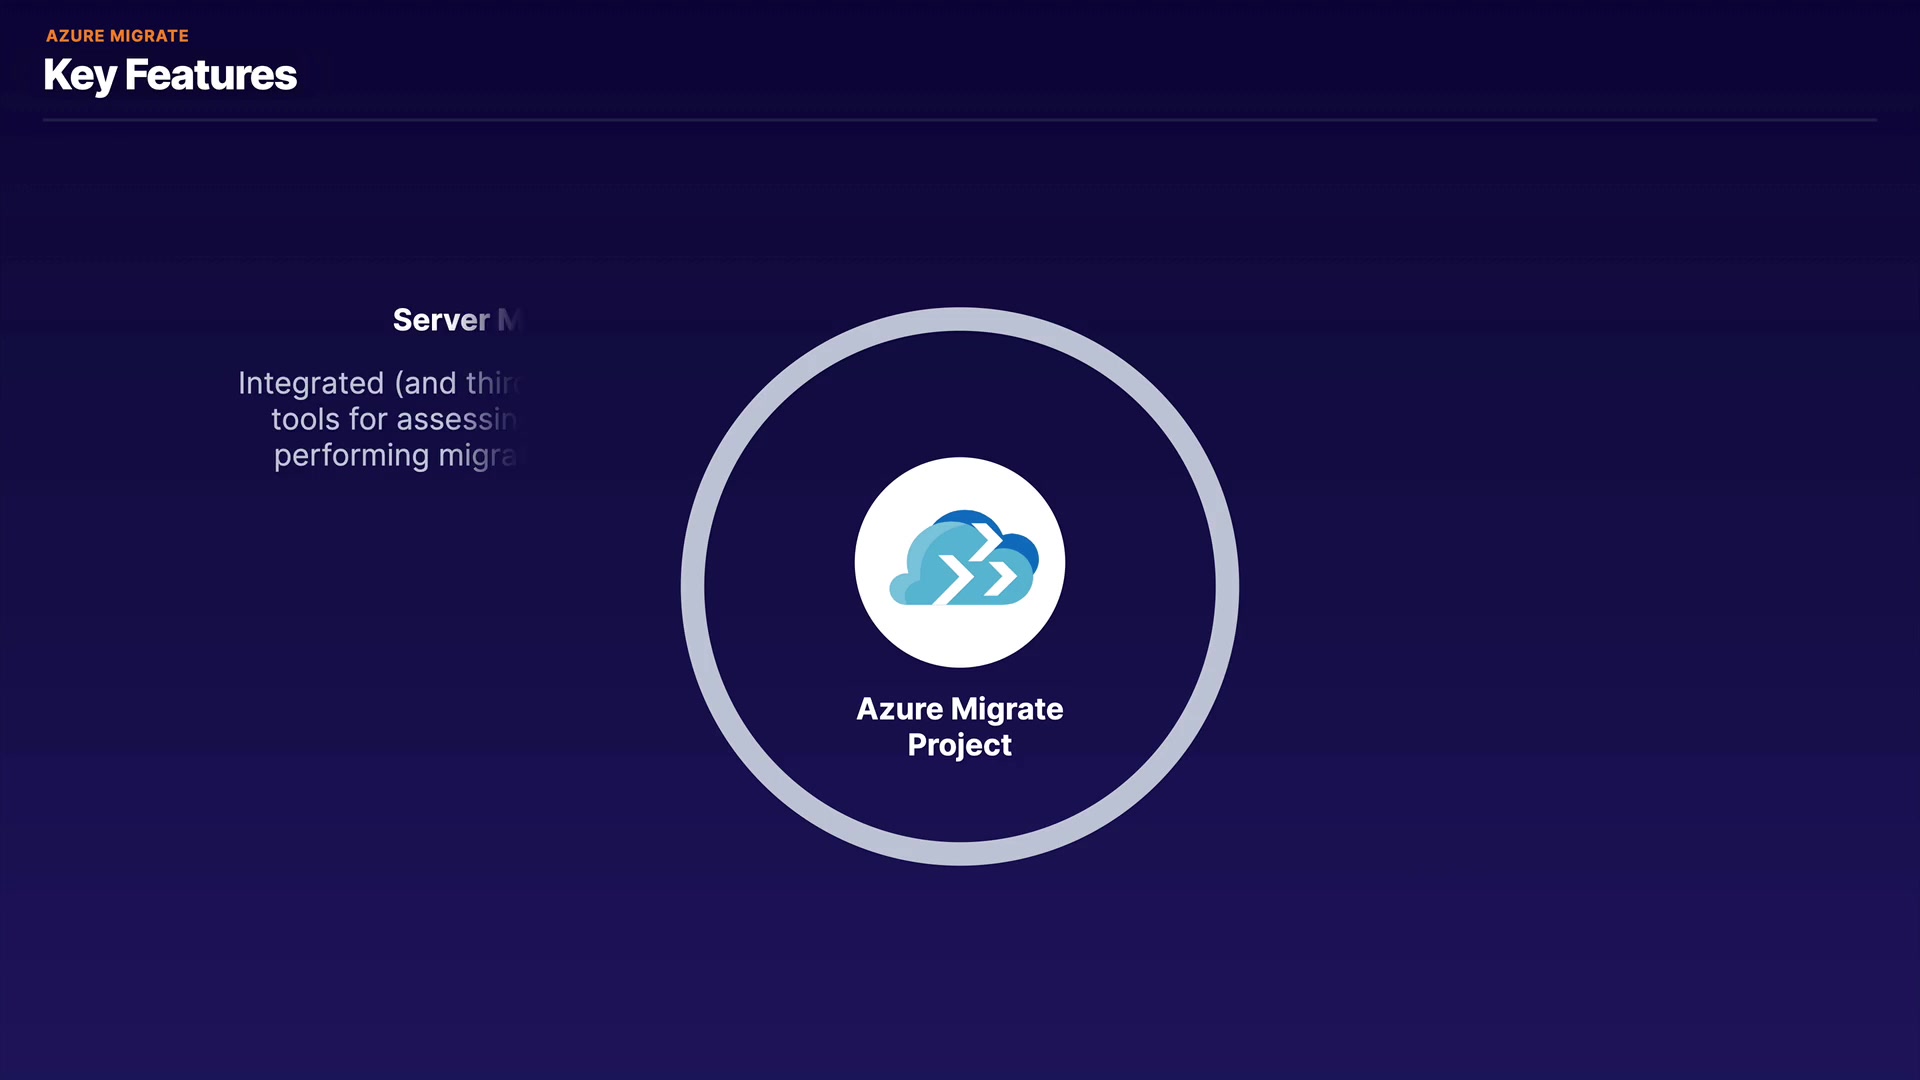 AZURE MIGRATE
Key Features
Server
Integrated (and
tools for
performing
Azure Migrate
Project